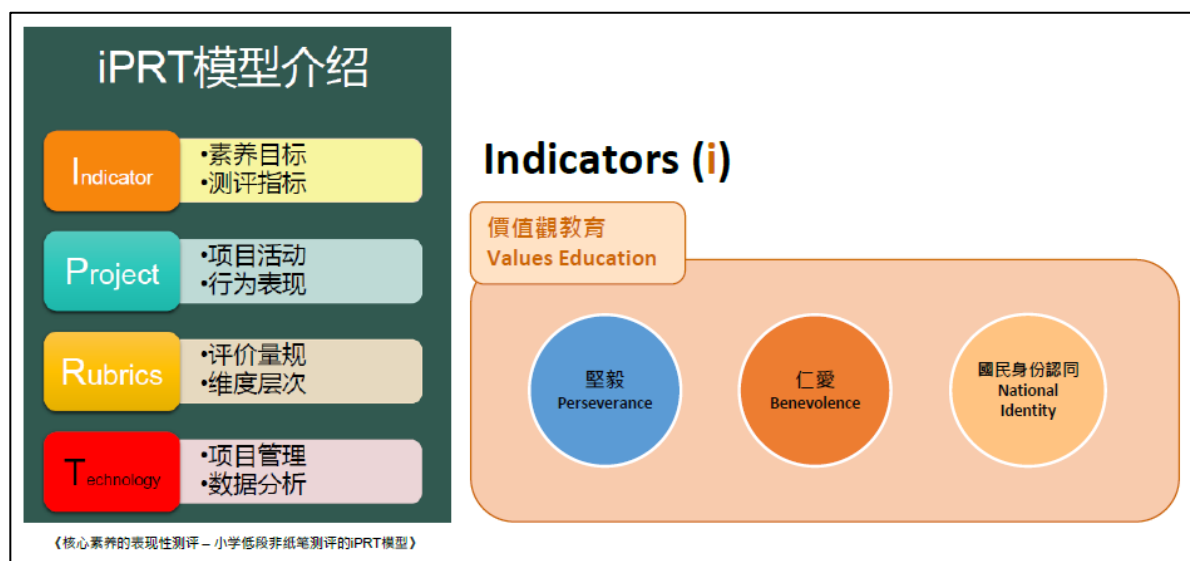 iPRT模型介绍
Indicator
•素养目标
•测评指标
Project
•项目活动
•行为表现
Rubrics
•评价量规
•维度层次
Technology
•项目管理
•数据分析
《核心素养的表现性测评 – 小学低段非纸笔测评的iPRT模型》
Indicators (i)
價值觀教育
Values Education
堅毅
Perseverance
仁愛
Benevolence
國民身份認同
National
Identity